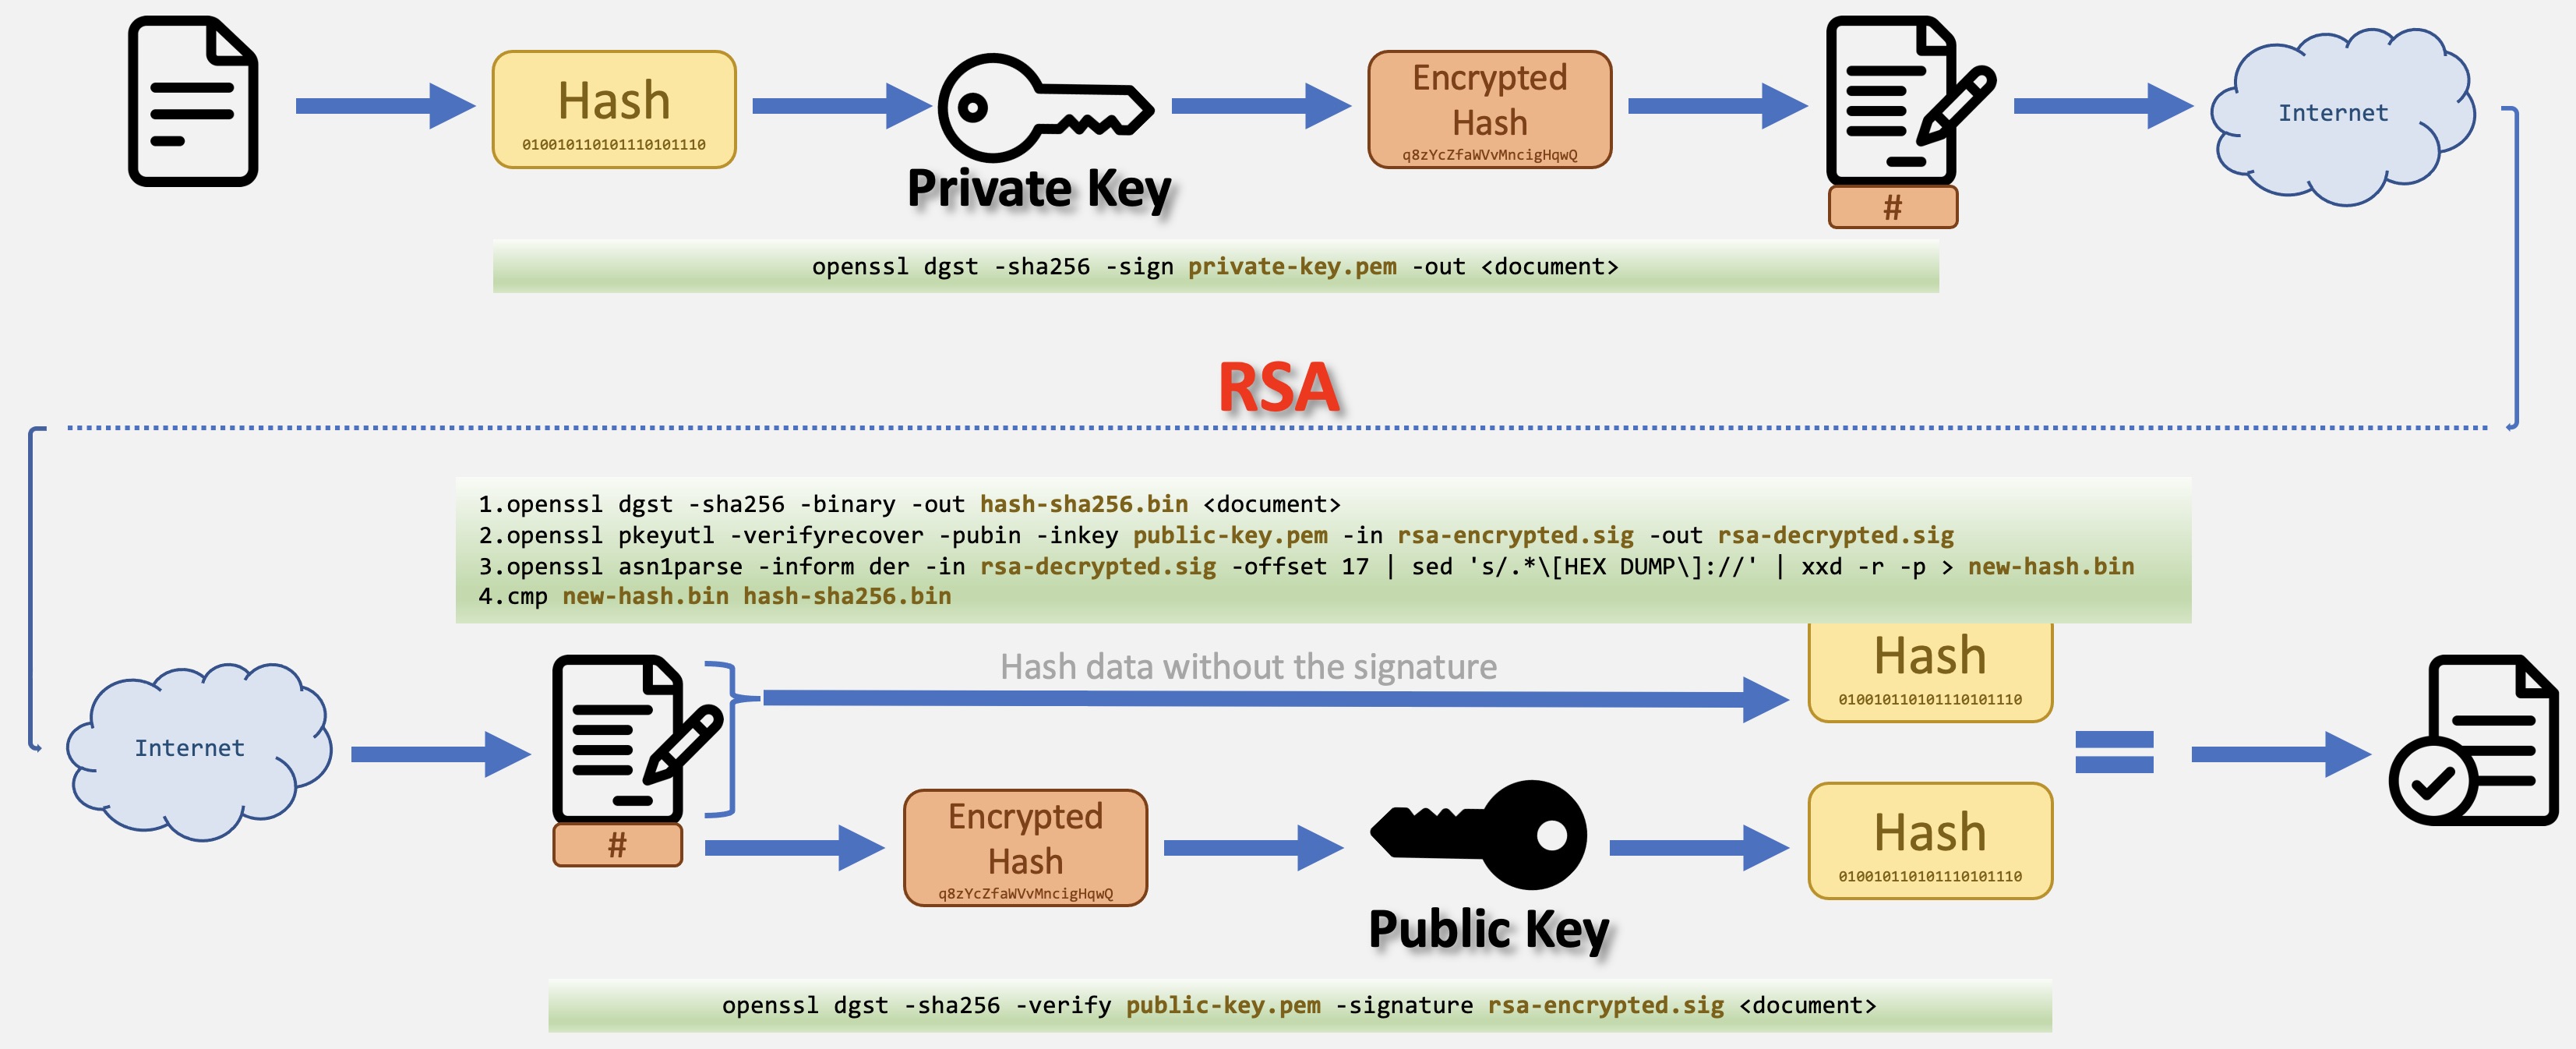 Hash
010010110101110101110
Private Key
Encrypted
Hash
q8zYcZfaWVvMncigHqwQ
#
Internet
openssl dgst -sha256 -sign private-key.pem -out <document>
RSA
1.openssl dgst -sha256 -binary -out hash-sha256.bin <document>
2.openssl pkeyutl -verifyrecover -pubin -inkey public-key.pem -in rsa-encrypted.sig -out rsa-decrypted.sig
3.openssl asn1parse -inform der -in rsa-decrypted.sig -offset 17 | sed 's/.*\[HEX DUMP\]://' | xxd -r -p > new-hash.bin
4.cmp new-hash.bin hash-sha256.bin
Internet
Hash data without the signature
Hash
010010110101110101110
#
Encrypted
Hash
q8zYcZfaWVvMncigHqwQ
Public Key
Hash
010010110101110101110
openssl dgst -sha256 -verify public-key.pem -signature rsa-encrypted.sig <document>